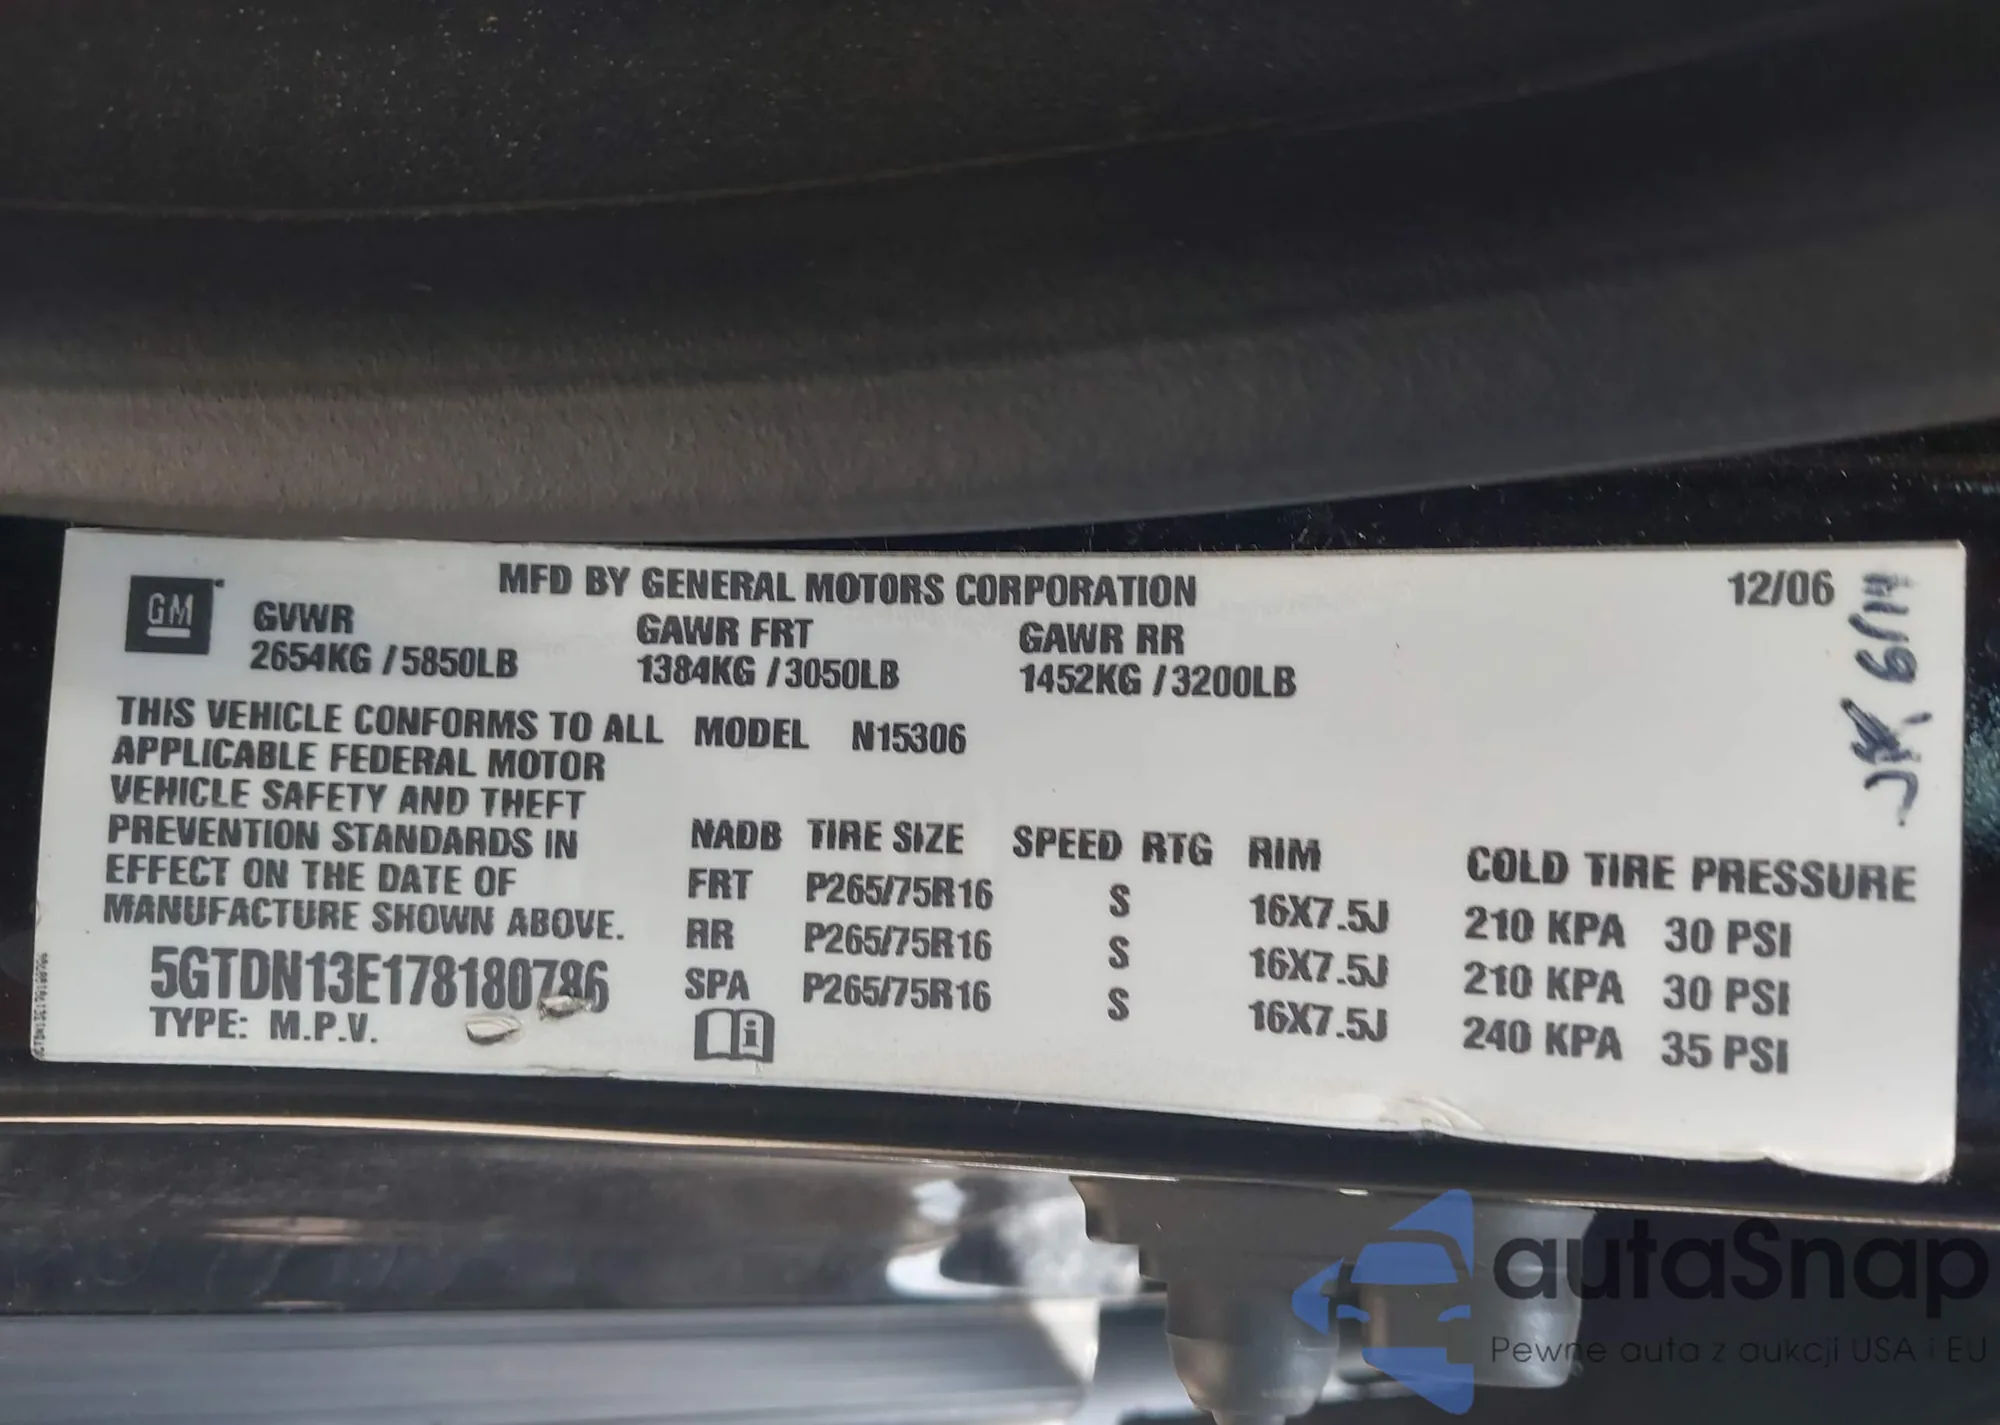 GM
MFD BY GENERAL MOTORS CORPORATION 12/06
GVWR GAWR FRT GAWR RR
2654KG / 5850LB 1384KG / 3050LB 1452KG / 3200LB
THIS VEHICLE CONFORMS TO ALL MODEL N15306
APPLICABLE FEDERAL MOTOR
VEHICLE SAFETY AND THEFT
PREVENTION STANDARDS IN
EFFECT ON THE DATE OF
MANUFACTURE SHOWN ABOVE.
5GTDN13E178180786
TYPE: M.P.V.
NADB TIRE SIZE SPEED RTG RIM COLD TIRE PRESSURE
FRT P265/75R16 S 16X7.5J 210 KPA 30 PSI
RR P265/75R16 S 16X7.5J 210 KPA 30 PSI
SPA P265/75R16 S 16X7.5J 240 KPA 35 PSI
i
autaSnap
Pewne auta z aukcji USA i EU